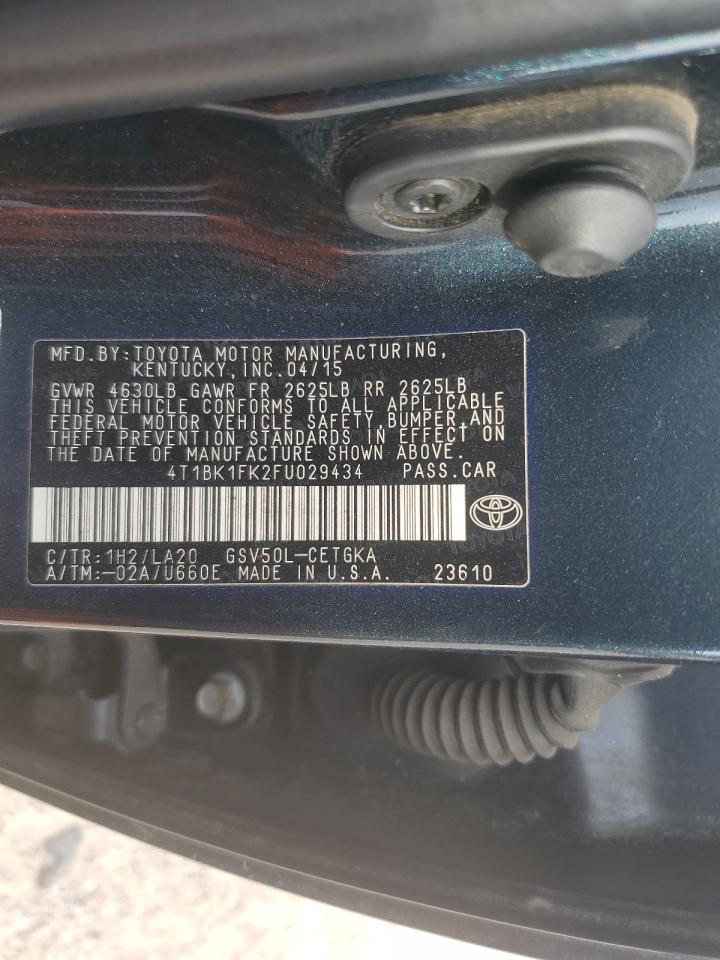 MFD.BY:TOYOTA MOTOR MANUFACTURING,
KENTUCKY,INC.04/15
GVWR 4630LB GAWR FR 2625LB RR 2625LB
THIS VEHICLE CONFORMS TO ALL APPLICABLE
FEDERAL MOTOR VEHICLE SAFETY,BUMPER,AND
THEFT PREVENTION STANDARDS IN EFFECT ON
THE DATE OF MANUFACTURE SHOWN ABOVE.
4T1BK1FK2FU029434 PASS.CAR
C/TR:1H2/LA20 GSV50L-CETGKA
A/TM:-02A/U660E MADE IN U.S.A. 23610